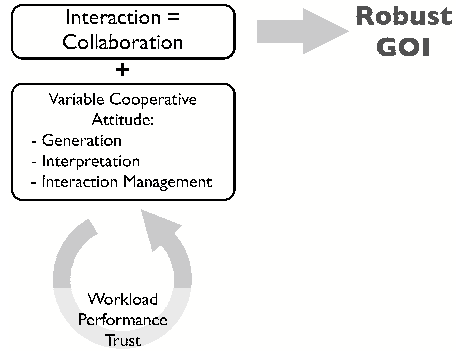 Interaction =
Collaboration
Robust
GOI
+
Variable Cooperative
Attitude:
- Generation
- Interpretation
- Interaction Management
Workload
Performance
Trust